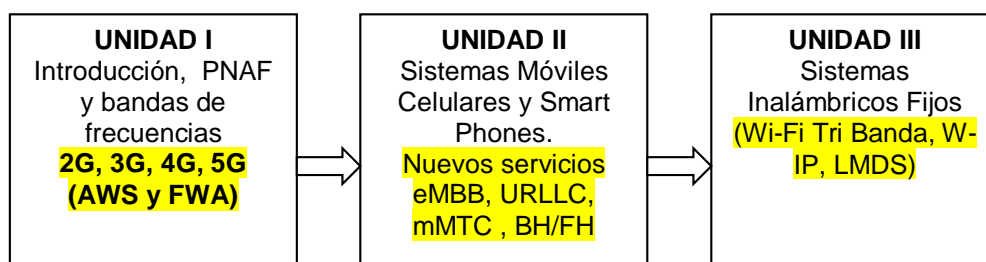 UNIDAD I
Introducción, PNAF
y bandas de
frecuencias
2G, 3G, 4G, 5G
(AWS y FWA)
UNIDAD II
Sistemas Móviles
Celulares y Smart
Phones.
Nuevos servicios
eMBB, URLLC,
mMTC , BH/FH
UNIDAD III
Sistemas
Inalámbricos Fijos
(Wi-Fi Tri Banda, W-
IP, LMDS)